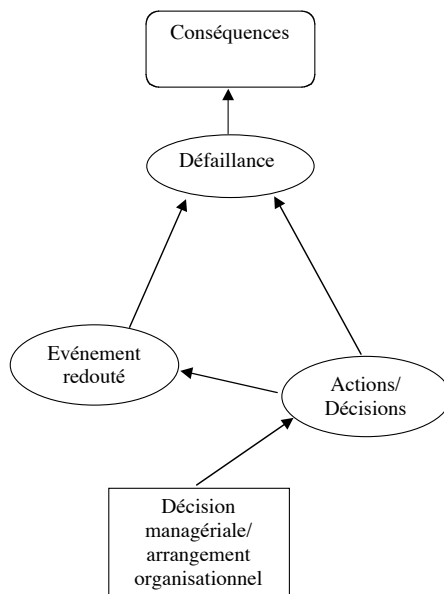 Conséquences
Défaillance
Evénement
redouté
Actions/
Décisions
Décision
managériale/
arrangement
organisationnel